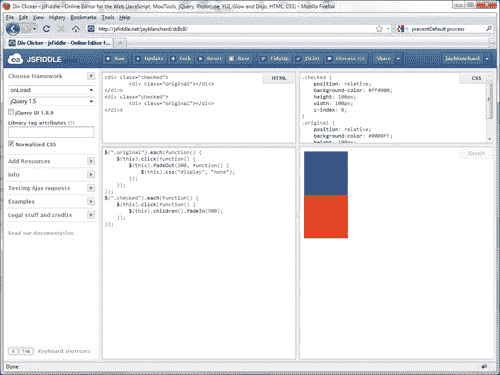 Div Clicker - jsFiddle - Online Editor for the Web (JavaScript, MooTools, jQuery, Prototype, YUI, Glow and Dojo, HTML, CSS) - Mozilla Firefox
File Edit View History Bookmarks Tools Help
http://jsfiddle.net/jayblanchard/
preventDefault process
Div Clicker - jsFiddle - Online Editor f...
JSFIDDLE
Run Update Fork Reset Base TidyUp JSLint Share
jayblanchard
Choose Framework
onLoad
jQuery 1.5
jQuery UI 1.8.9
Library tag attributes (?)
Normalized CSS
Add Resources
Info
Testing Ajax requests
Examples
Legal stuff and credits
Read our documentation
Keyboard shortcuts
<div class="checked">
<div class="original"></div>
</div>
<div class="checked">
<div class="original"></div>
</div>
HTML
.checked {
position: relative;
background-color: #ff0000;
height: 100px;
width: 100px;
z-index: 0;
}
.original {
position: relative;
background-color: #0000ff;
height: 100px;
CSS
$(".original").each(function() {
$(this).click(function() {
$(this).fadeOut(200, function() {
$(this).css("display", "none");
});
});
});
$(".checked").each(function() {
$(this).click(function() {
$(this).children().fadeIn(500);
});
});
Result
Done